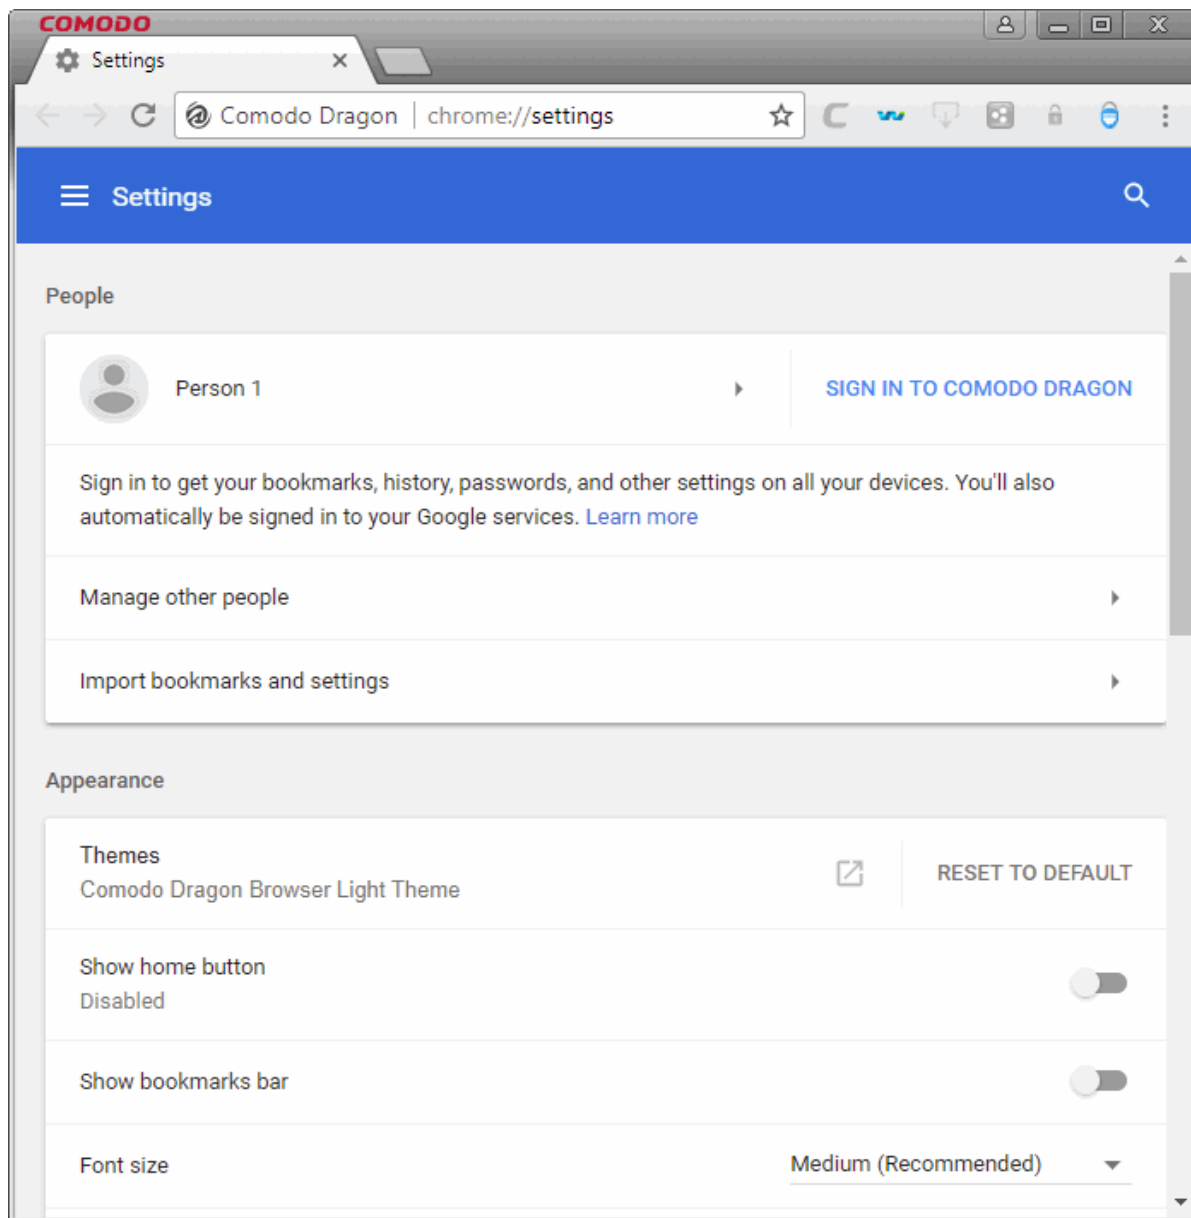 COMODO
Settings
Comodo Dragon chrome://settings
Settings
People
Person 1
SIGN IN TO COMODO DRAGON
Sign in to get your bookmarks, history, passwords, and other settings on all your devices. You'll also
automatically be signed in to your Google services. Learn more
Manage other people
Import bookmarks and settings
Appearance
Themes
Comodo Dragon Browser Light Theme
RESET TO DEFAULT
Show home button
Disabled
Show bookmarks bar
Font size
Medium (Recommended)